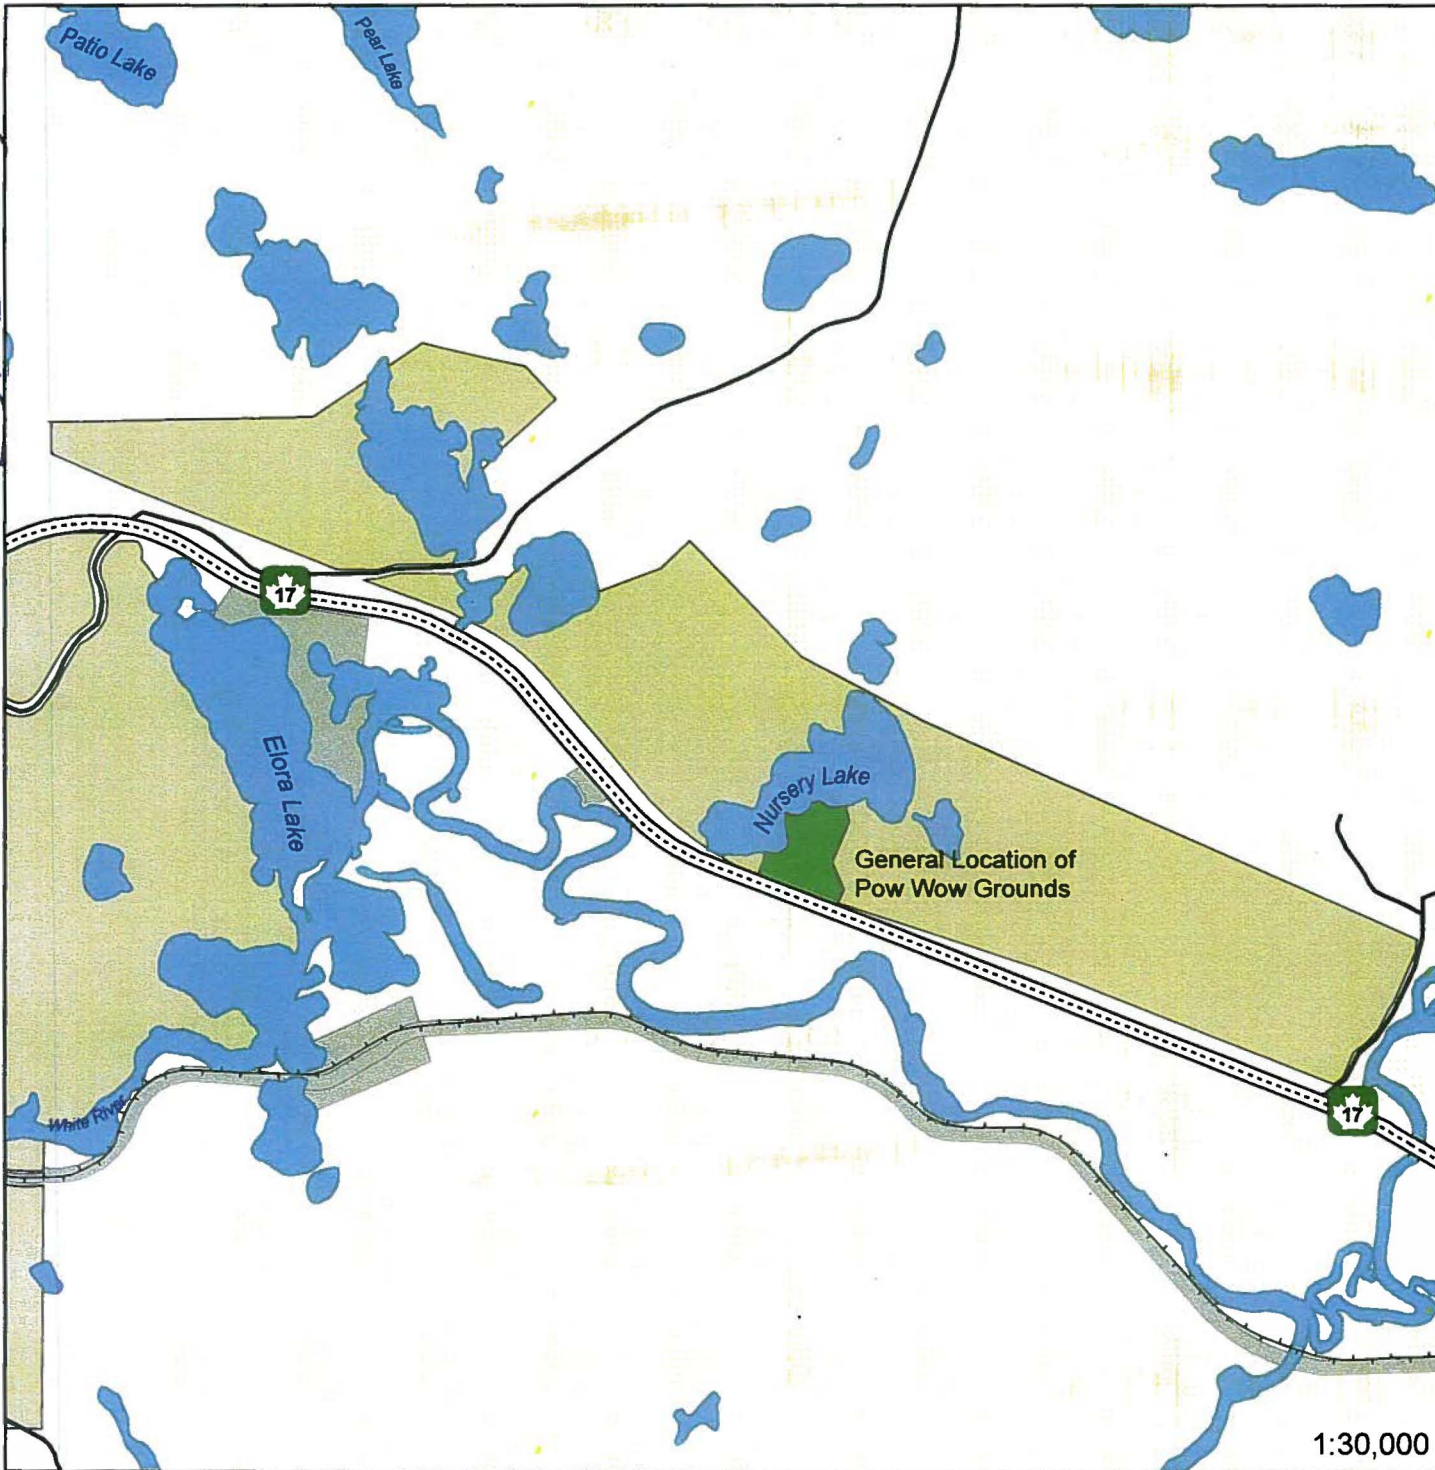 Patio Lake
Pear Lake
17
Elora Lake
Nursery Lake
General Location of
Pow Wow Grounds
White River
17
1:30,000